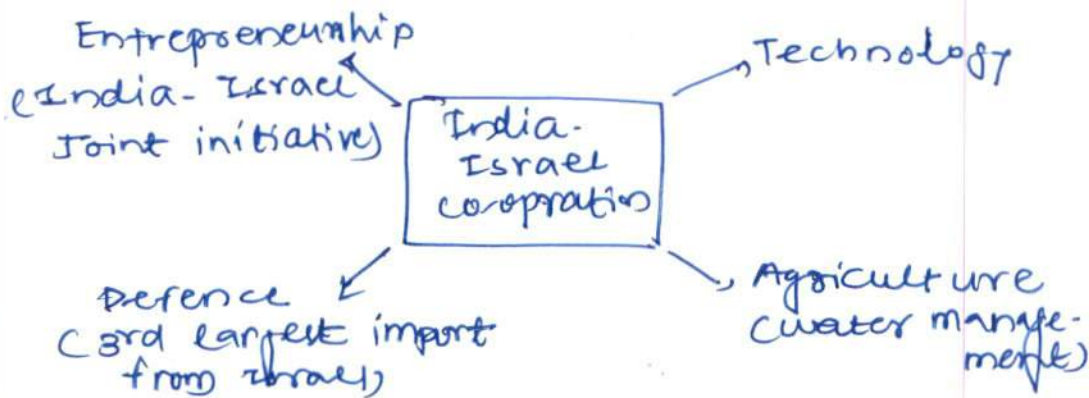 Entrepreneunship
(India- Israel
Joint initiative)
Technology
India-
Israel
co-opration
Defence
(3rd largest import
from israel)
Agriculture
(water manage-
ment)